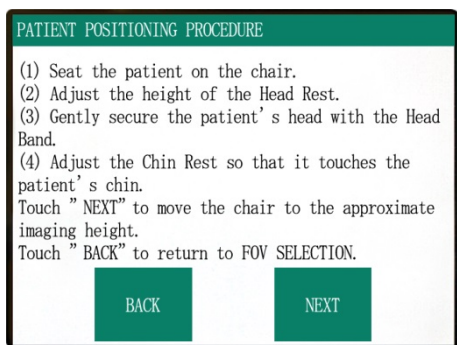 PATIENT POSITIONING PROCEDURE
(1) Seat the patient on the chair.
(2) Adjust the height of the Head Rest.
(3) Gently secure the patient's head with the Head
Band.
(4) Adjust the Chin Rest so that it touches the
patient's chin.
Touch "NEXT" to move the chair to the approximate
imaging height.
Touch "BACK" to return to FOV SELECTION.
BACK NEXT